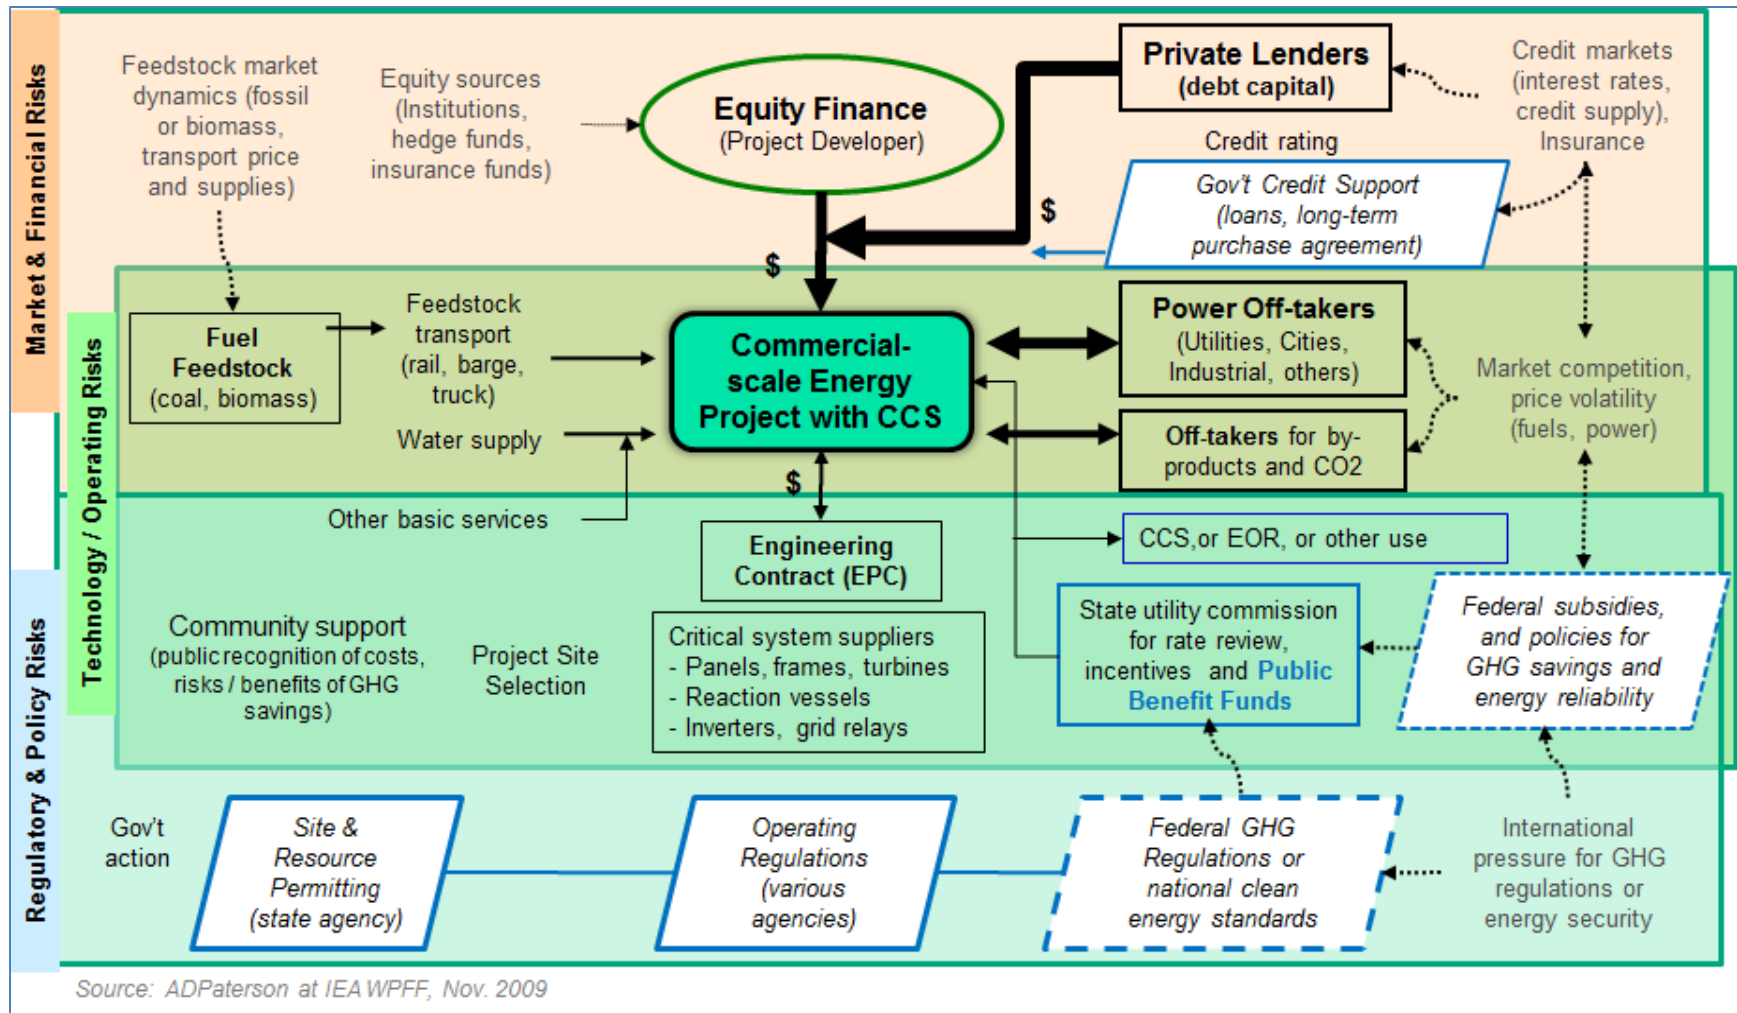 Market & Financial Risks
Technology / Operating Risks
Regulatory & Policy Risks
Feedstock market
dynamics (fossil
or biomass,
transport price
and supplies)
Equity sources
(Institutions,
hedge funds,
insurance funds)
Equity Finance
(Project Developer)
Private Lenders
(debt capital)
Credit markets
(interest rates,
credit supply),
Insurance
Credit rating
Gov't Credit Support
(loans, long-term
purchase agreement)
$
$
Fuel
Feedstock
(coal, biomass)
Feedstock
transport
(rail, barge,
truck)
Water supply
Other basic services
Commercial-
scale Energy
Project with CCS
$
Power Off-takers
(Utilities, Cities,
Industrial, others)
Off-takers for by-
products and CO2
Market competition,
price volatility
(fuels, power)
Engineering
Contract (EPC)
CCS,or EOR, or other use
Community support
(public recognition of costs,
risks / benefits of GHG
savings)
Project Site
Selection
Critical system suppliers
- Panels, frames, turbines
- Reaction vessels
- Inverters, grid relays
State utility commission
for rate review,
incentives and Public
Benefit Funds
Federal subsidies,
and policies for
GHG savings and
energy reliability
Gov't
action
Site &
Resource
Permitting
(state agency)
Operating
Regulations
(various
agencies)
Federal GHG
Regulations or
national clean
energy standards
International
pressure for GHG
regulations or
energy security
Source: ADPaterson at IEA WPFF, Nov. 2009